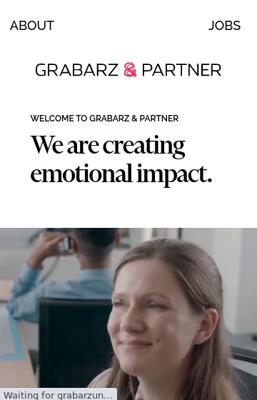 ABOUT JOBS
GRABARZ & PARTNER
WELCOME TO GRABARZ & PARTNER
We are creating
emotional impact.
Waiting for grabarzun...